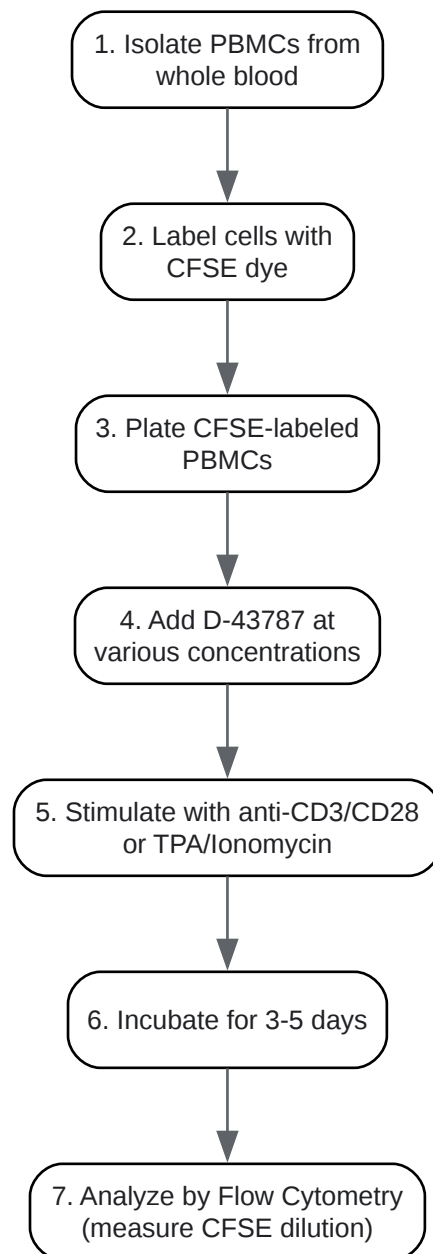 1. Isolate PBMCs from
whole blood
2. Label cells with
CFSE dye
3. Plate CFSE-labeled
PBMCs
4. Add D-43787 at
various concentrations
5. Stimulate with anti-CD3/CD28
or TPA/Ionomycin
6. Incubate for 3-5 days
7. Analyze by Flow Cytometry
(measure CFSE dilution)